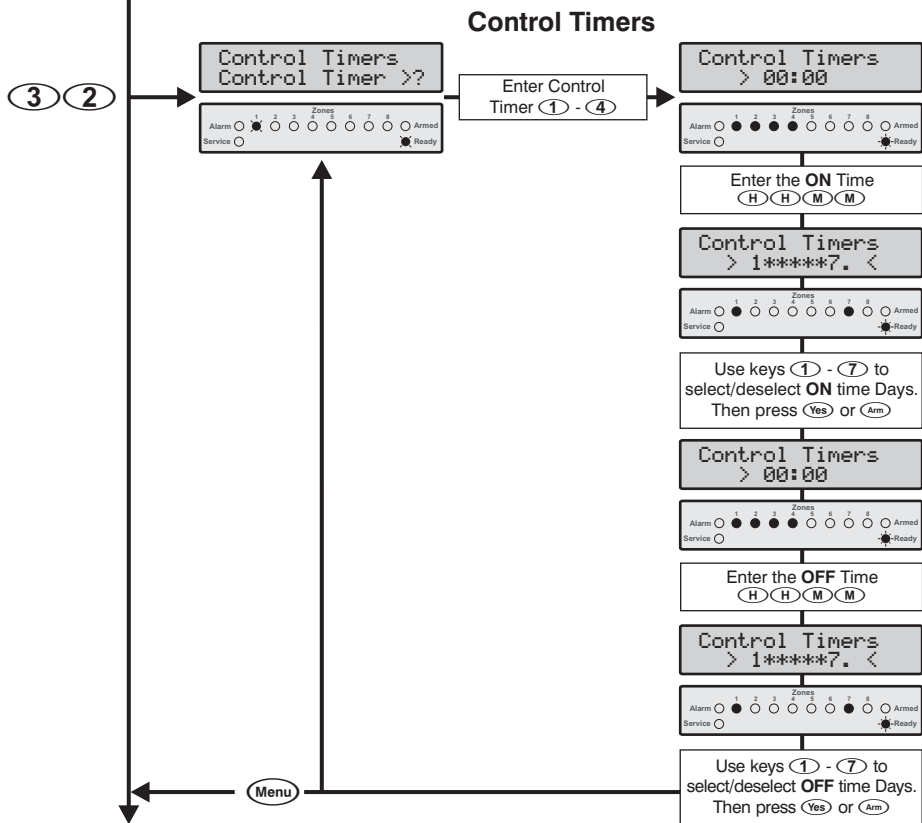 Control Timers
3 2
Control Timers
Control Timer >?
Zones
1 2 3 4 5 6 7 8
Alarm Armed
Service Ready
Enter Control
Timer 1 - 4
Control Timers
> 00:00
Zones
1 2 3 4 5 6 7 8
Alarm Armed
Service Ready
Enter the ON Time
H H M M
Control Timers
> 1*****7. <
Zones
1 2 3 4 5 6 7 8
Alarm Armed
Service Ready
Use keys 1 - 7 to
select/deselect ON time Days.
Then press Yes or Arm
Control Timers
> 00:00
Zones
1 2 3 4 5 6 7 8
Alarm Armed
Service Ready
Enter the OFF Time
H H M M
Control Timers
> 1*****7. <
Zones
1 2 3 4 5 6 7 8
Alarm Armed
Service Ready
Use keys 1 - 7 to
select/deselect OFF time Days.
Then press Yes or Arm
Menu